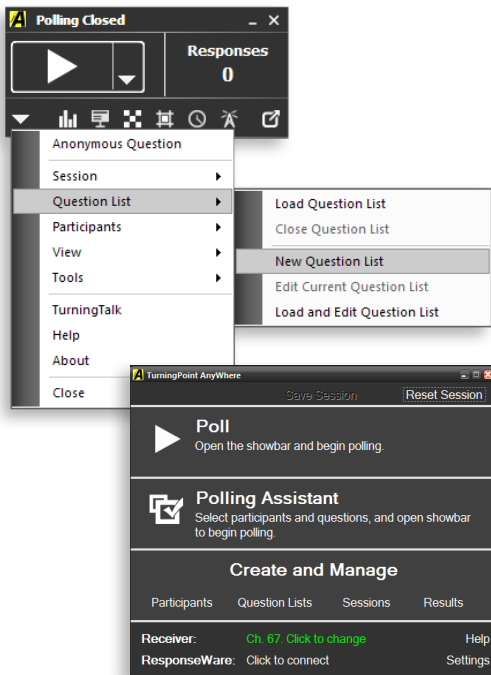 Polling Closed
Responses
0
Anonymous Question
Session
Question List
Participants
View
Tools
TurningTalk
Help
About
Close
Load Question List
Close Question List
New Question List
Edit Current Question List
Load and Edit Question List
TurningPoint AnyWhere
Save Session Reset Session
Poll
Open the showbar and begin polling.
Polling Assistant
Select participants and questions, and open showbar
to begin polling.
Create and Manage
Participants Question Lists Sessions Results
Receiver: Ch. 67. Click to change Help
ResponseWare: Click to connect Settings